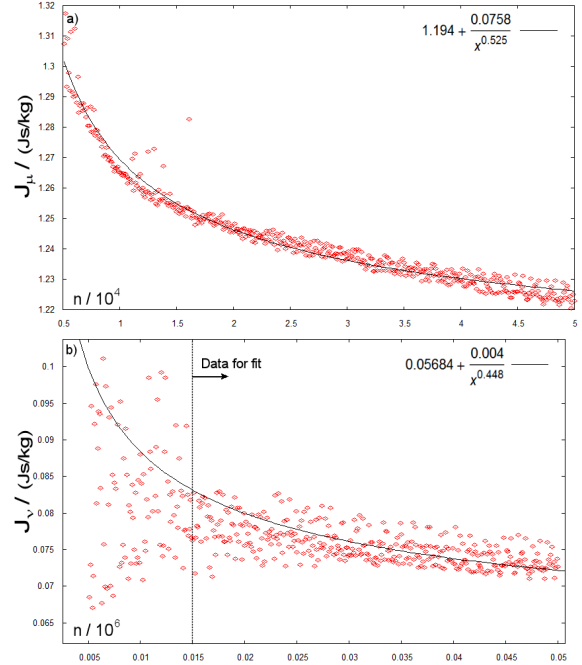 1.32
a)
1.194 + 0.0758 / x^0.525
1.31
1.3
1.29
1.28
1.27
1.26
1.25
1.24
1.23
1.22
J_μ / (Js/kg)
n / 10^4
0.5 1 1.5 2 2.5 3 3.5 4 4.5 5
b)
Data for fit
0.05684 + 0.004 / x^0.448
0.1
0.095
0.09
0.085
0.08
0.075
0.07
0.065
J_ν / (Js/kg)
n / 10^6
0.005 0.01 0.015 0.02 0.025 0.03 0.035 0.04 0.045 0.05